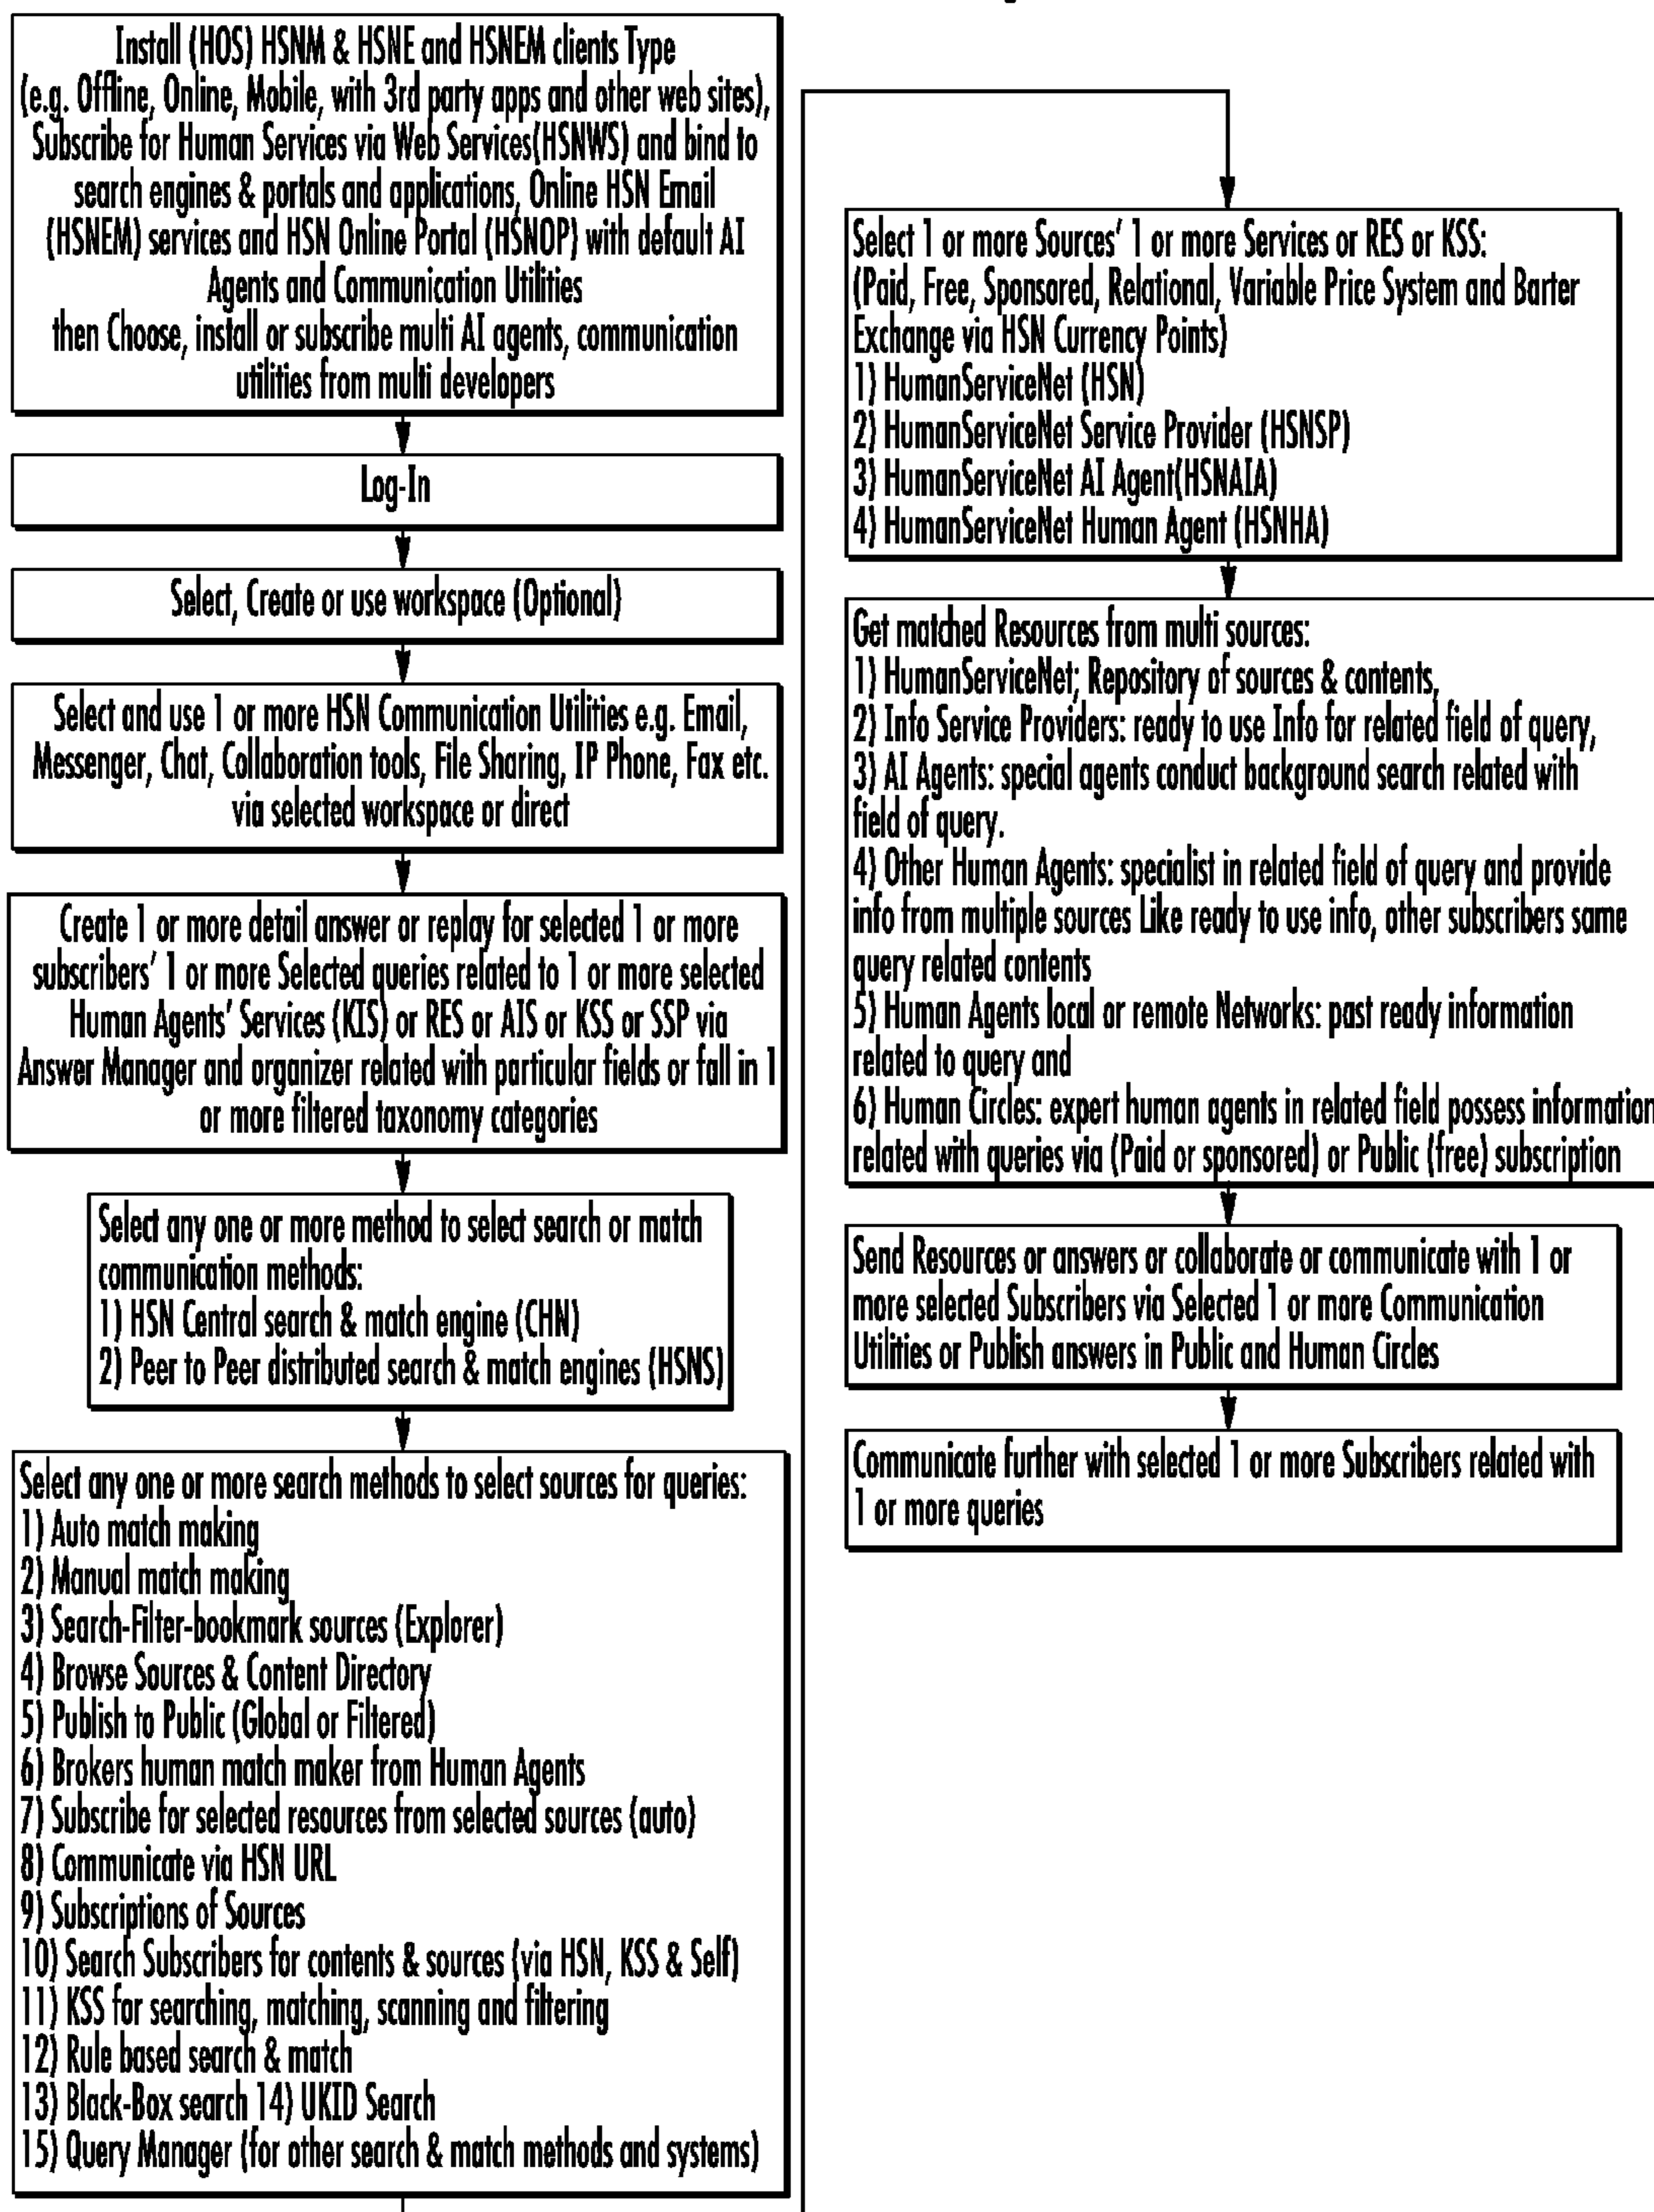 Install (HOS) HSNM & HSNE and HSNEM clients Type
(e.g. Offline, Online, Mobile, with 3rd party apps and other web sites),
Subscribe for Human Services via Web Services(HSNWS) and bind to
search engines & portals and applications, Online HSN Email
(HSNEM) services and HSN Online Portal (HSNOP) with default AI
Agents and Communication Utilities
then Choose, install or subscribe multi AI agents, communication
utilities from multi developers
Log-In
Select, Create or use workspace (Optional)
Select and use 1 or more HSN Communication Utilities e.g. Email,
Messenger, Chat, Collaboration tools, File Sharing, IP Phone, Fax etc.
via selected workspace or direct
Create 1 or more detail answer or replay for selected 1 or more
subscribers' 1 or more Selected queries related to 1 or more selected
Human Agents' Services (KIS) or RES or AIS or KSS or SSP via
Answer Manager and organizer related with particular fields or fall in 1
or more filtered taxonomy categories
Select any one or more method to select search or match
communication methods:
1) HSN Central search & match engine (CHN)
2) Peer to Peer distributed search & match engines (HSNS)
Select any one or more search methods to select sources for queries:
1) Auto match making
2) Manual match making
3) Search-Filter-bookmark sources (Explorer)
4) Browse Sources & Content Directory
5) Publish to Public (Global or Filtered)
6) Brokers human match maker from Human Agents
7) Subscribe for selected resources from selected sources (auto)
8) Communicate via HSN URL
9) Subscriptions of Sources
10) Search Subscribers for contents & sources (via HSN, KSS & Self)
11) KSS for searching, matching, scanning and filtering
12) Rule based search & match
13) Black-Box search 14) UKID Search
15) Query Manager (for other search & match methods and systems)
Select 1 or more Sources' 1 or more Services or RES or KSS:
(Paid, Free, Sponsored, Relational, Variable Price System and Barter
Exchange via HSN Currency Points)
1) HumanServiceNet (HSN)
2) HumanServiceNet Service Provider (HSNSP)
3) HumanServiceNet AI Agent(HSNAIA)
4) HumanServiceNet Human Agent (HSNHA)
Get matched Resources from multi sources:
1) HumanServiceNet; Repository of sources & contents,
2) Info Service Providers: ready to use Info for related field of query,
3) AI Agents: special agents conduct background search related with
field of query.
4) Other Human Agents: specialist in related field of query and provide
info from multiple sources Like ready to use info, other subscribers same
query related contents
5) Human Agents local or remote Networks: past ready information
related to query and
6) Human Circles: expert human agents in related field possess information
related with queries via (Paid or sponsored) or Public (free) subscription
Send Resources or answers or collaborate or communicate with 1 or
more selected Subscribers via Selected 1 or more Communication
Utilities or Publish answers in Public and Human Circles
Communicate further with selected 1 or more Subscribers related with
1 or more queries